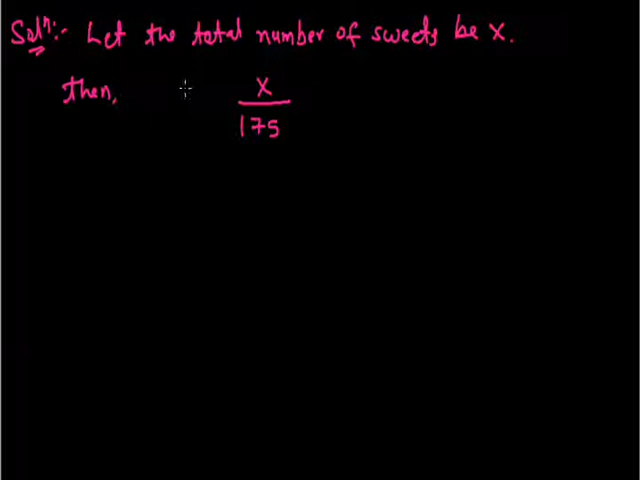 Solⁿ:- Let the total number of sweets be x.
then, x
175